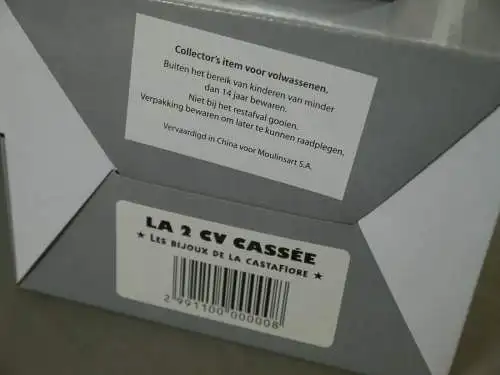 Collector's item voor volwassenen,
Buiten het bereik van kinderen van minder
dan 14 jaar bewaren.
Niet bij het restafval gooien.
Verpakking bewaren om later te kunnen raadplegen,
Vervaardigd in China voor Moulinsart S.A.
LA 2 CV CASSÉE
★ LES BIJOUX DE LA CASTAFIORE ★
2 991100 000008